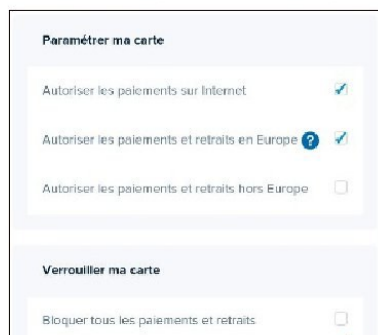 Paramétrer ma carte
Autoriser les paiements sur Internet
Autoriser les paiements et retraits en Europe ?
Autoriser les paiements et retraits hors Europe
Verrouiller ma carte
Bloquer tous les paiements et retraits